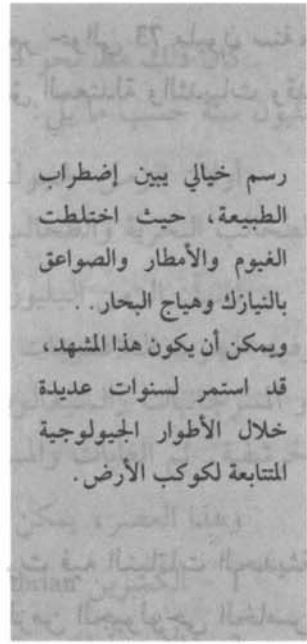 رسم خيالي يبين إضطراب
الطبيعة، حيث اختلطت
الغيوم والأمطار والصواعق
بالنيازك وهياج البحار..
ويمكن أن يكون هذا المشهد،
قد استمر لسنوات عديدة
خلال الأطوار الجيولوجية
المتتابعة لكوكب الأرض.